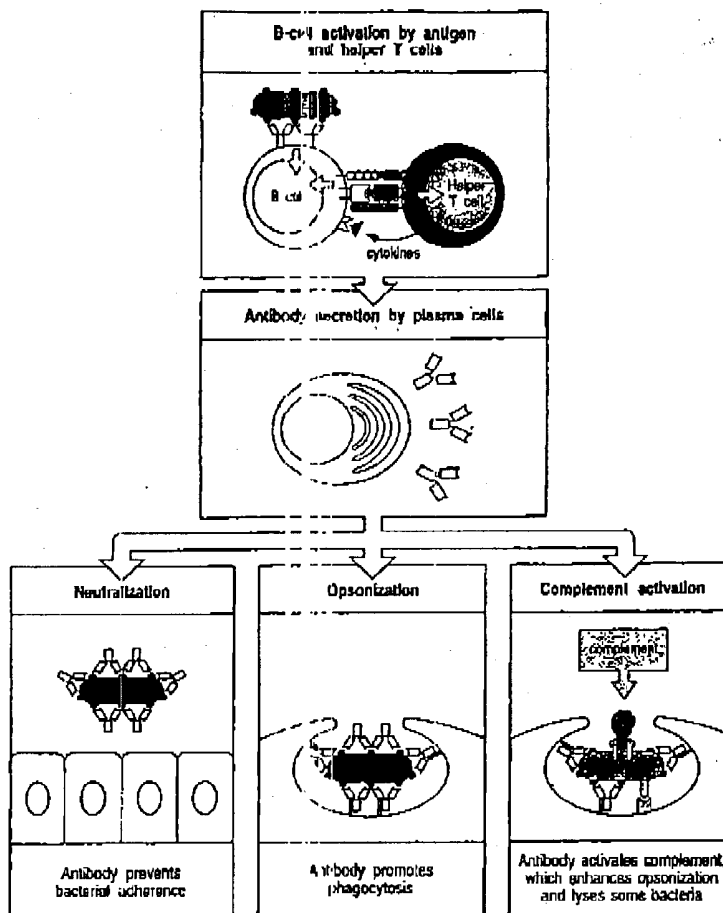 B-cell activation by antigen
and helper T cells
B cell
Helper
T cell
cytokines
Antibody secretion by plasma cells
Neutralization
Opsonization
Complement activation
complement
Antibody prevents
bacterial adherence
Antibody promotes
phagocytosis
Antibody activates complement,
which enhances opsonization
and lyses some bacteria